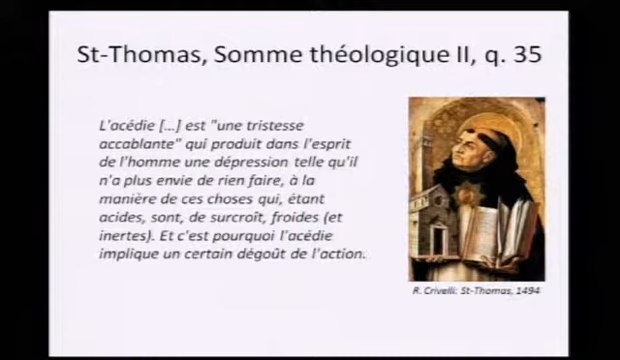 St-Thomas, Somme théologique II, q. 35
L'acédie [...] est "une tristesse
accablante" qui produit dans l'esprit
de l'homme une dépression telle qu'il
n'a plus envie de rien faire, à la
manière de ces choses qui, étant
acides, sont, de surcroît, froides (et
inertes). Et c'est pourquoi l'acédie
implique un certain dégoût de l'action.
R. Crivelli: St-Thomas, 1494